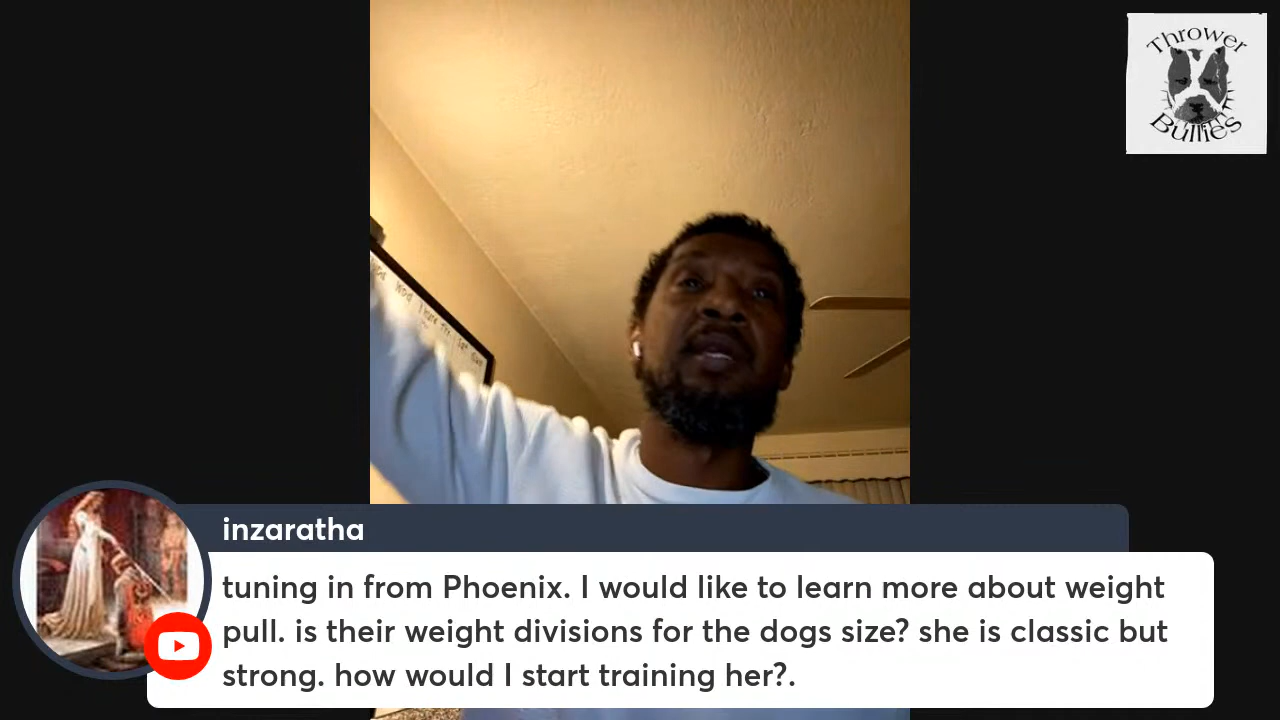 Thrower
Bullies
inzaratha
tuning in from Phoenix. I would like to learn more about weight
pull. is their weight divisions for the dogs size? she is classic but
strong. how would I start training her?.